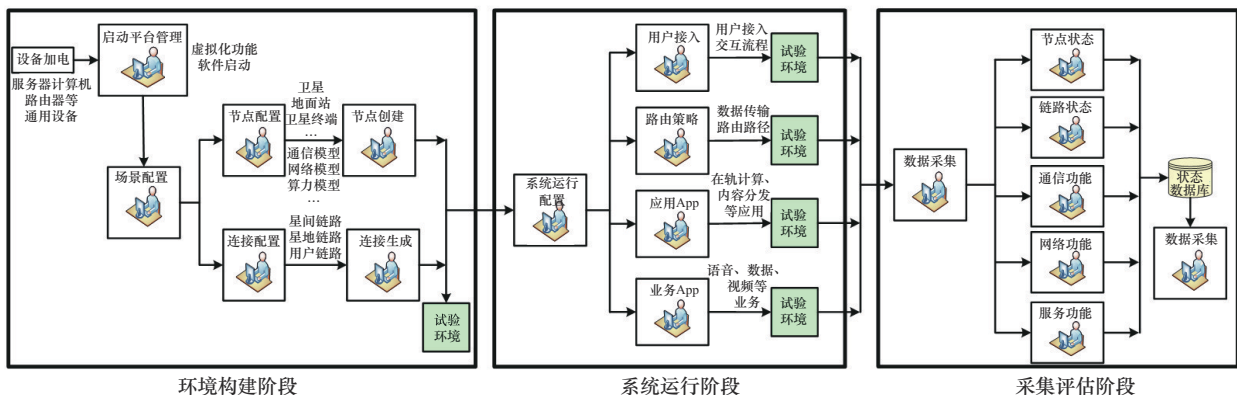 设备加电
服务器计算机
路由器等
通用设备
启动平台管理
虚拟化功能
软件启动
场景配置
节点配置
卫星
地面站
卫星终端
…
通信模型
网络模型
算力模型
…
节点创建
连接配置
星间链路
星地链路
用户链路
连接生成
试验
环境
环境构建阶段
系统运行
配置
用户接入
用户接入
交互流程
试验
环境
路由策略
数据传输
路由路径
试验
环境
应用App
在轨计算、
内容分发
等应用
试验
环境
业务App
语音、数据、
视频等
业务
试验
环境
系统运行阶段
数据采集
节点状态
链路状态
通信功能
网络功能
服务功能
状态
数据库
数据采集
采集评估阶段